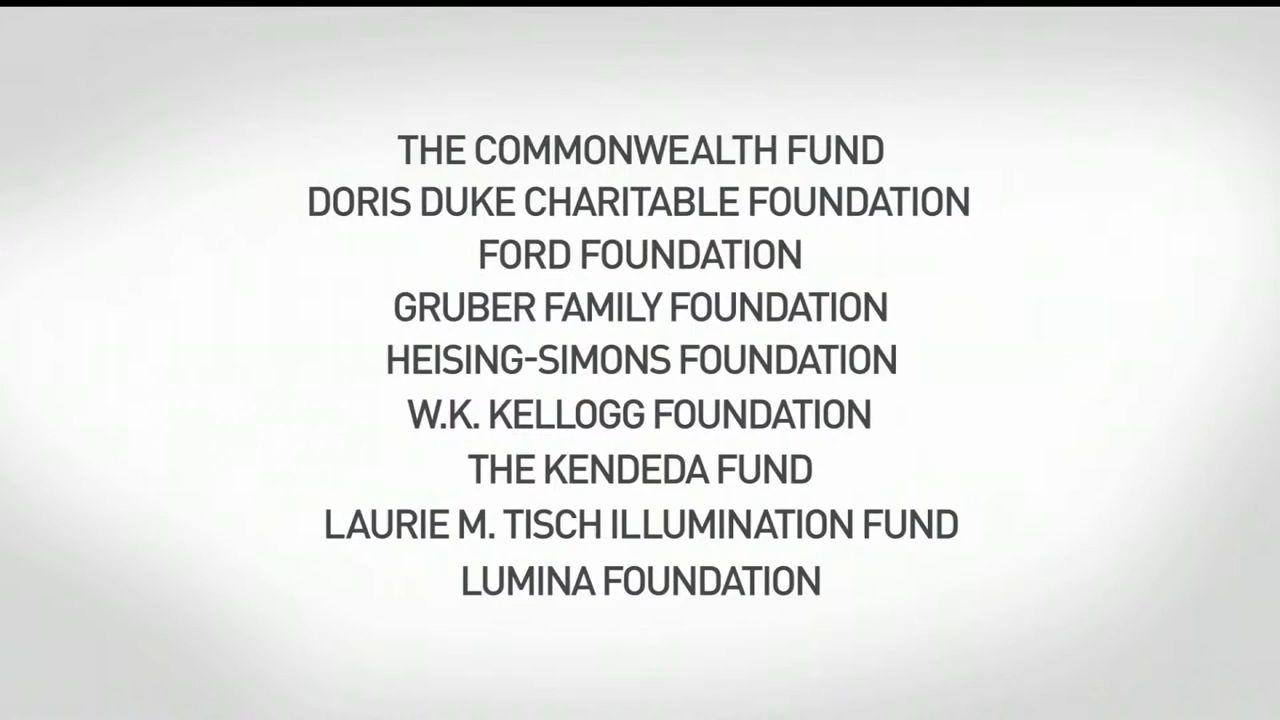 THE COMMONWEALTH FUND
DORIS DUKE CHARITABLE FOUNDATION
FORD FOUNDATION
GRUBER FAMILY FOUNDATION
HEISING-SIMONS FOUNDATION
W.K. KELLOGG FOUNDATION
THE KENDEDA FUND
LAURIE M. TISCH ILLUMINATION FUND
LUMINA FOUNDATION